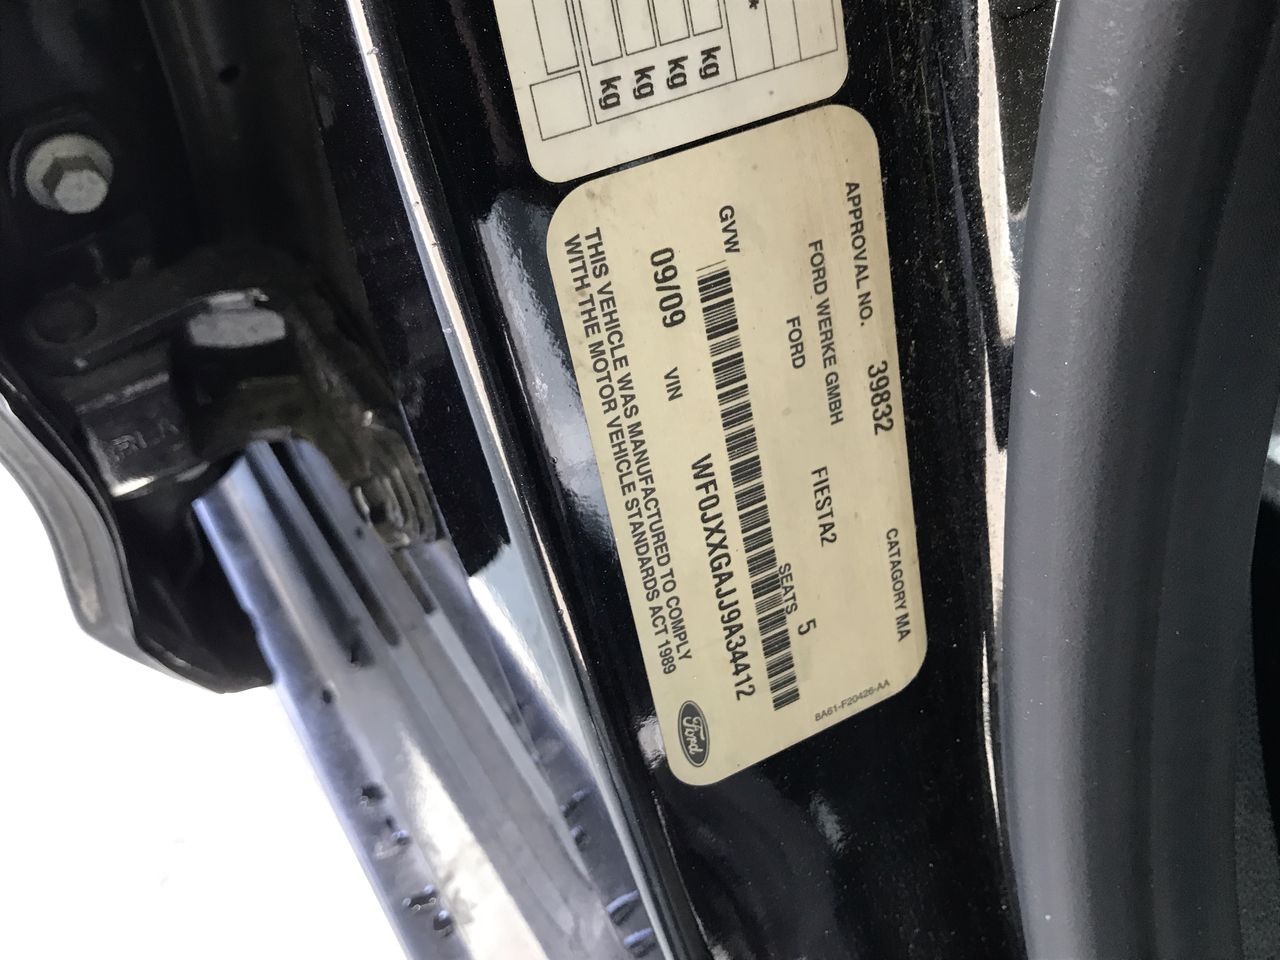 kg
kg
kg
kg
*
APPROVAL NO. 39832 CATAGORY MA
FORD WERKE GMBH FIESTA2
FORD
SEATS 5
GVW
WF0JXXGAJJ9A34412
09/09 VIN
THIS VEHICLE WAS MANUFACTURED TO COMPLY
WITH THE MOTOR VEHICLE STANDARDS ACT 1989
8A61-F20426-AA
Ford